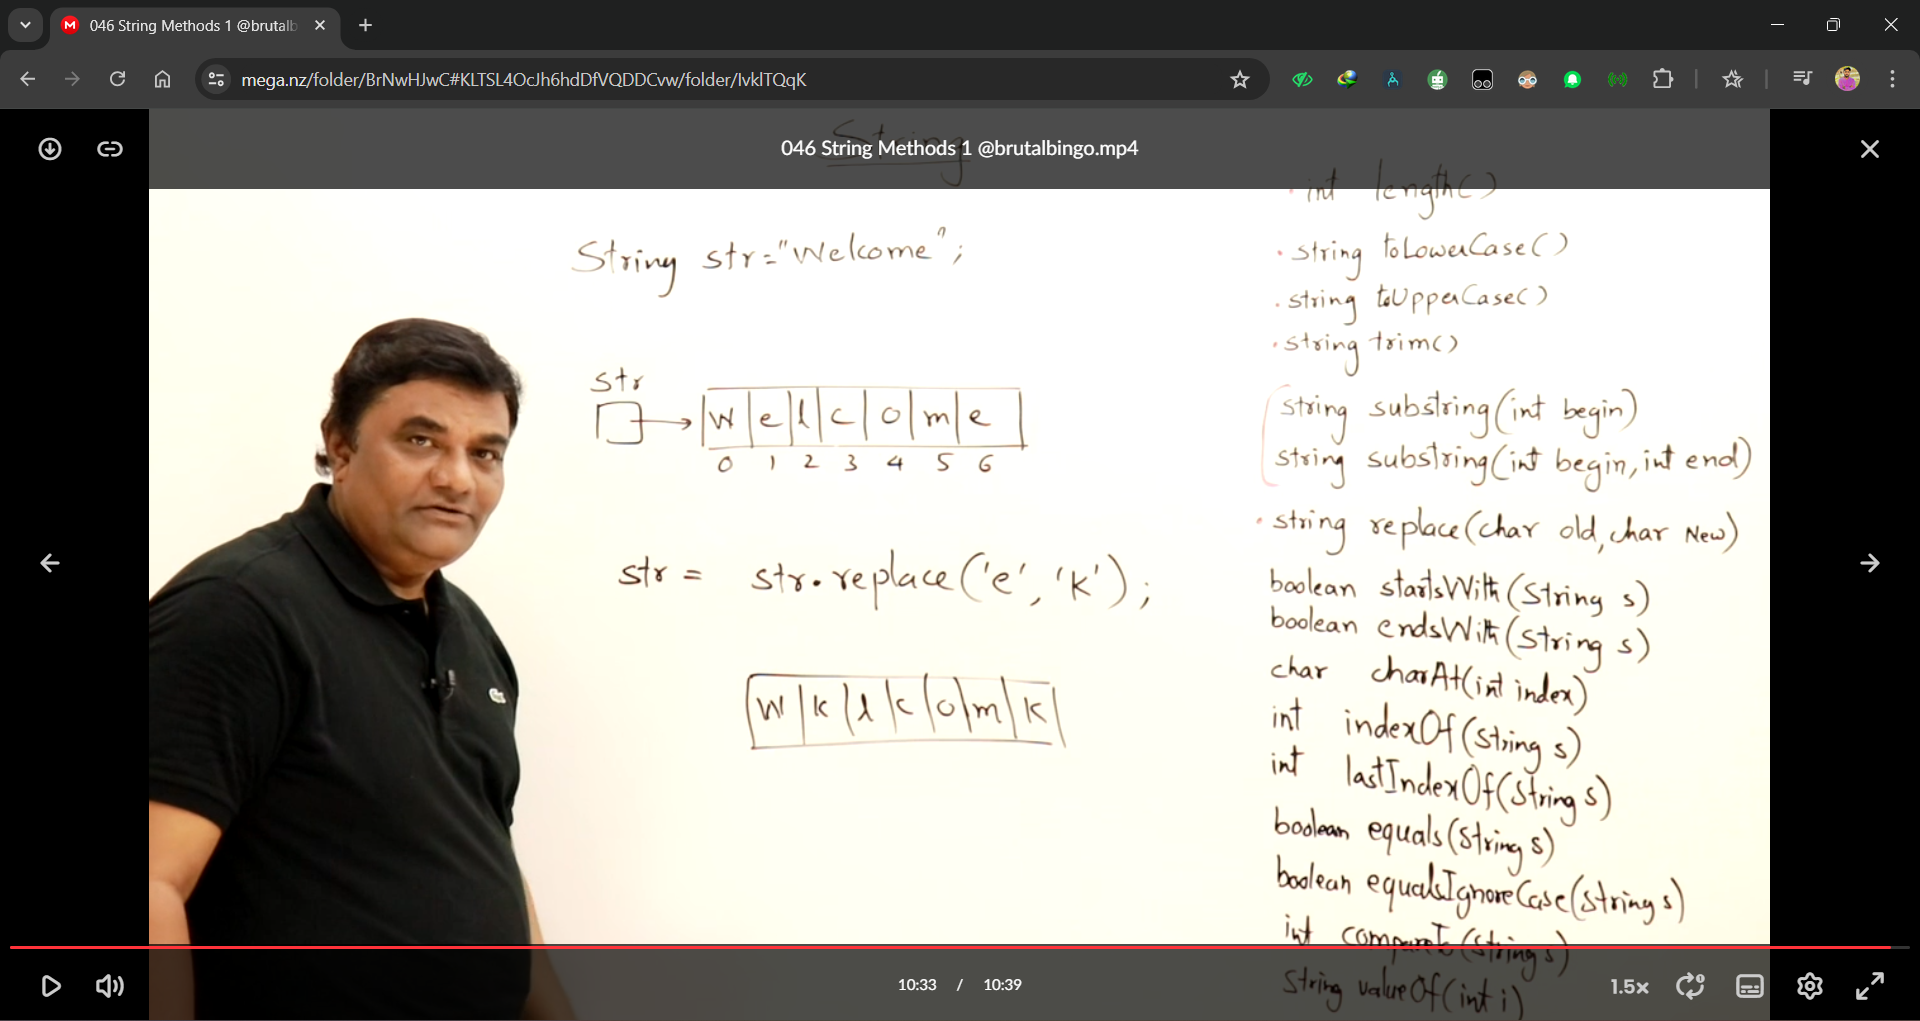 046 String Methods 1 @brutalb
mega.nz/folder/BrNwHJwC#KLTSL4OcJh6hdDfVQDDCvw/folder/IvklTQqK
String
046 String Methods 1 @brutalbingo.mp4
int length()
string toLowerCase()
string toUpperCase()
string trim()
string substring(int begin)
string substring(int begin, int end)
string replace(char old, char New)
boolean startsWith(String s)
boolean endsWith(String s)
char charAt(int index)
int indexOf(String s)
int lastIndexOf(String s)
boolean equals(String s)
boolean equalsIgnoreCase(String s)
int compareTo(String s)
String valueOf(int i)
String str="Welcome";
str
W e l c o m e
0 1 2 3 4 5 6
str = str.replace('e', 'k');
W k l c o m k
10:33 / 10:39
1.5x